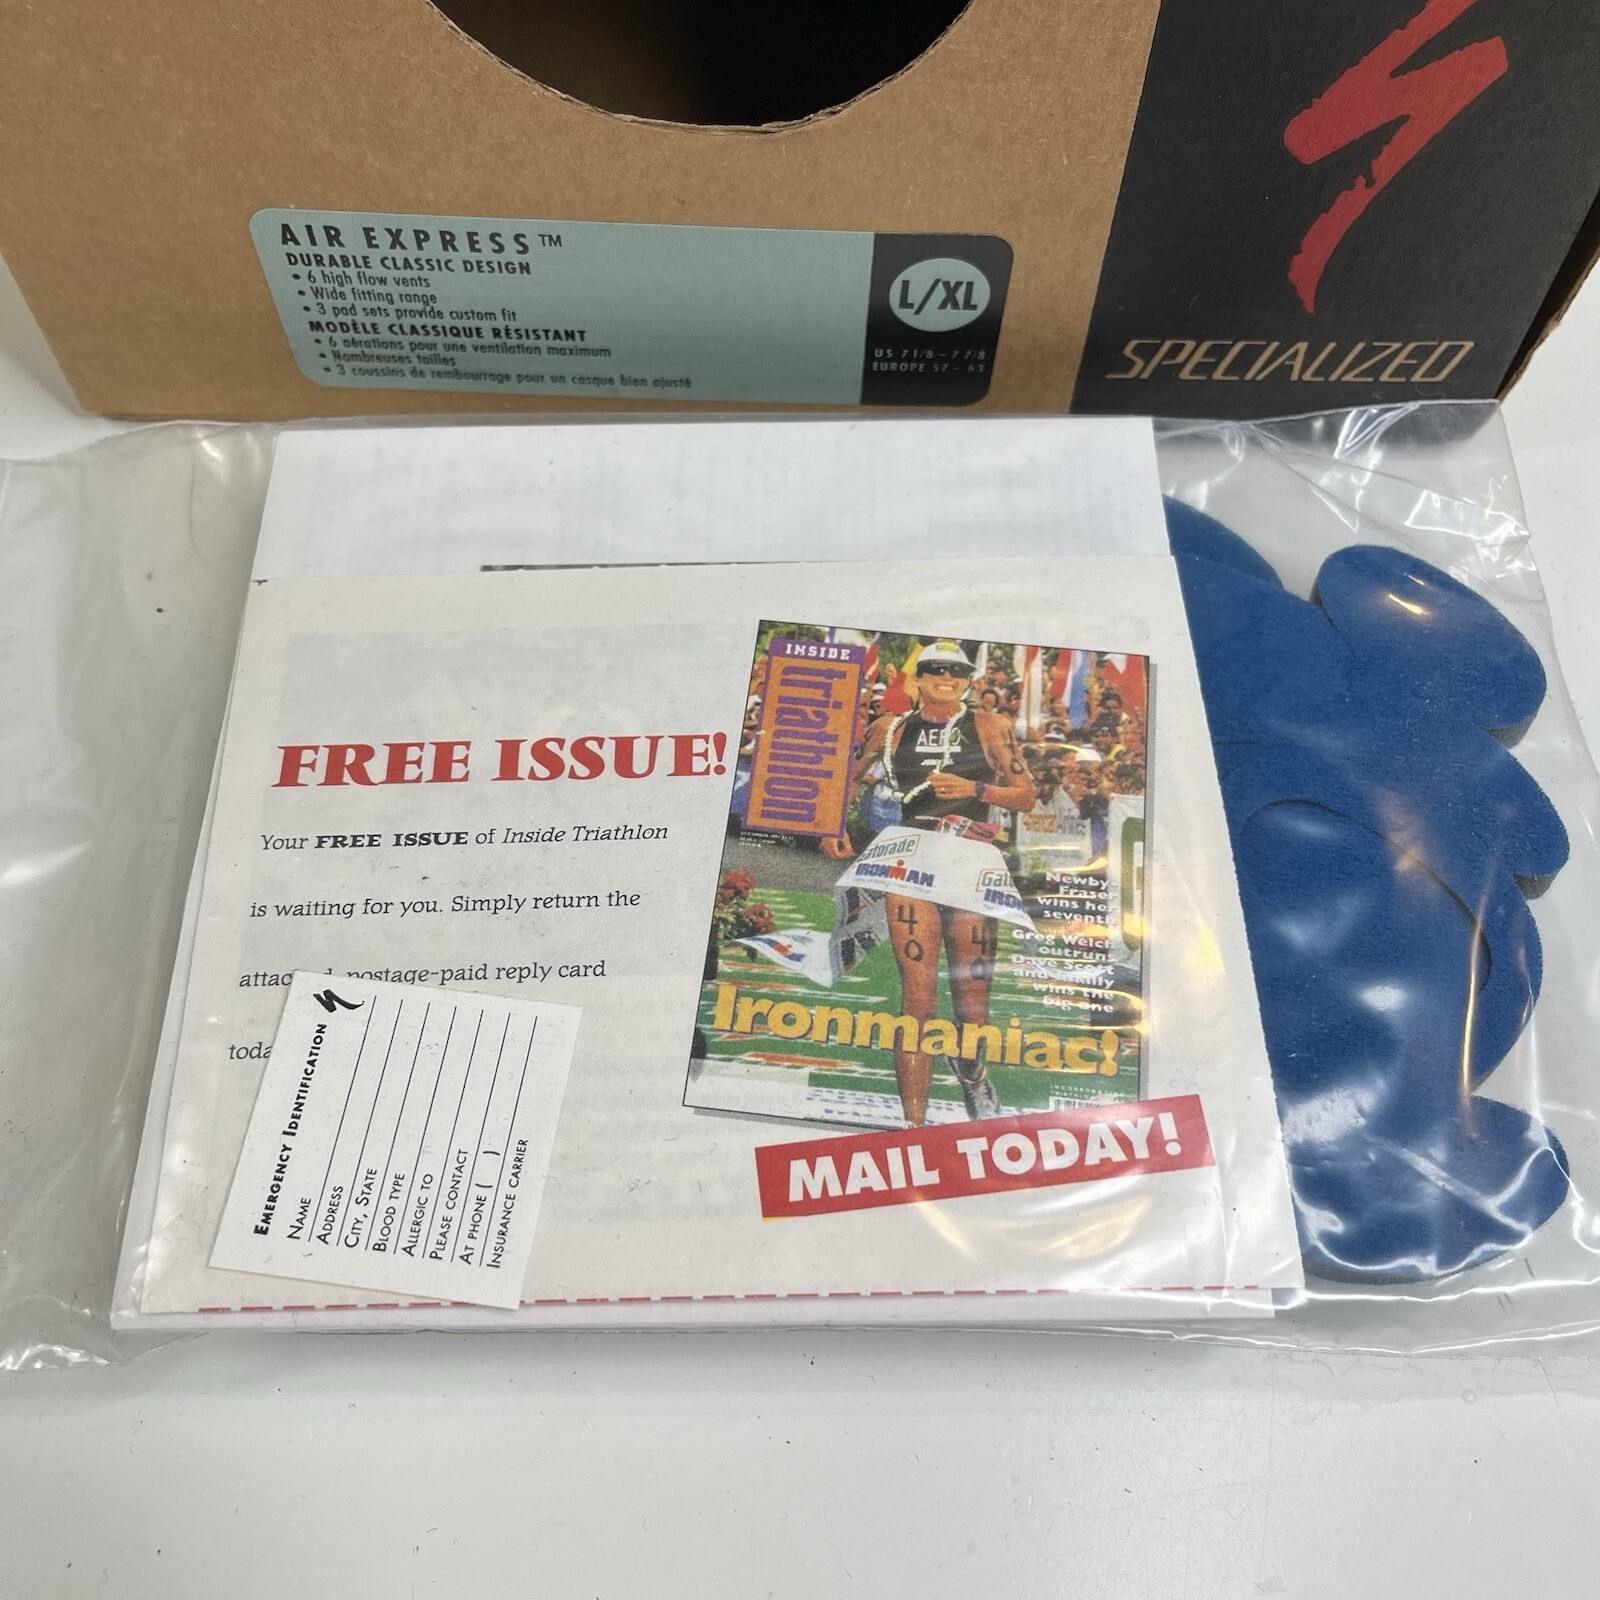 AIR EXPRESS™
DURABLE CLASSIC DESIGN
• 6 high flow vents
• Wide fitting range
• 3 pad sets provide custom fit
MODÈLE CLASSIQUE RÉSISTANT
• 6 aérations pour une ventilation maximum
• Nombreuses tailles
• 3 coussins de rembourrage pour un casque bien ajusté
L/XL
US 7 1/8 – 7 7/8
EUROPE 57 – 63
SPECIALIZED
FREE ISSUE!
Your FREE ISSUE of Inside Triathlon
is waiting for you. Simply return the
postage-paid reply card
INSIDE
triathlon
AERO
Gatorade
IRONMAN
40
Newby-
Fraser
wins her
seventh
Greg Welch
outruns
Dave Scott
and finally
wins the
big one
Ironmaniac!
MAIL TODAY!
EMERGENCY IDENTIFICATION
NAME
ADDRESS
CITY, STATE
BLOOD TYPE
ALLERGIC TO
PLEASE CONTACT
AT PHONE ( )
INSURANCE CARRIER